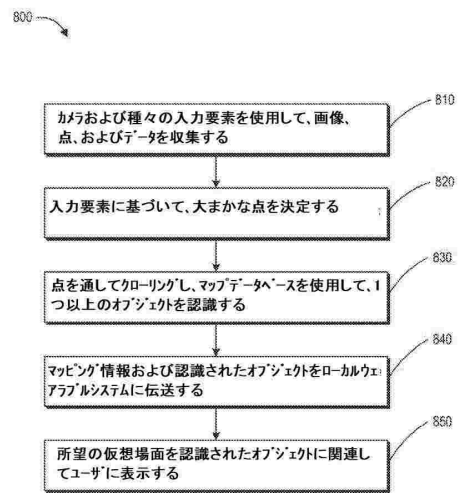 800
カメラおよび種々の入力要素を使用して、画像、
点、およびデータを収集する
810
入力要素に基づいて、大まかな点を決定する
820
点を通してクローリングし、マップデータベースを使用して、1
つ以上のオブジェクトを認識する
830
マッピング情報および認識されたオブジェクトをローカルウェ
アラブルシステムに伝送する
840
所望の仮想場面を認識されたオブジェクトに関連し
てユーザに表示する
850